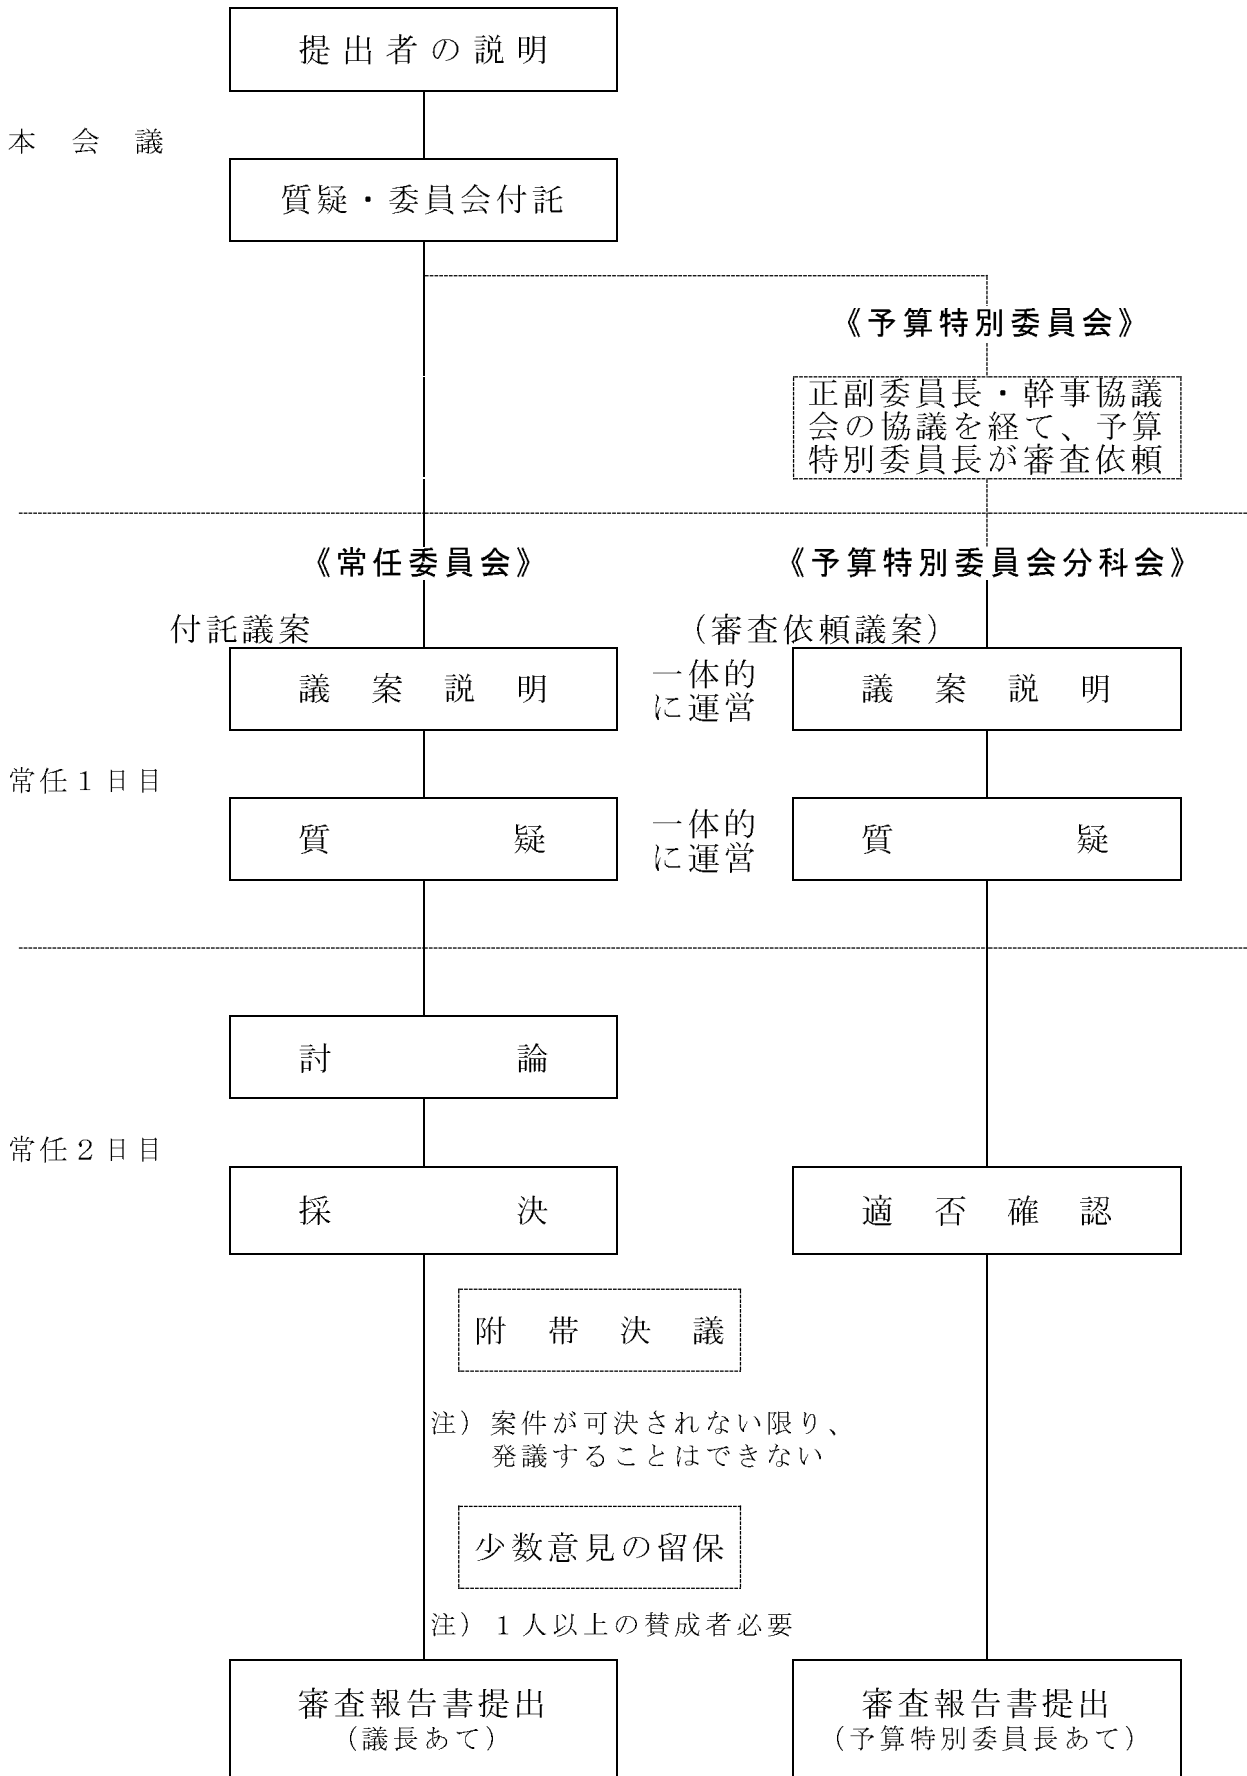 提出者の説明
本会議
質疑・委員会付託
《予算特別委員会》
正副委員長・幹事協議
会の協議を経て、予算
特別委員長が審査依頼
《常任委員会》
《予算特別委員会分科会》
付託議案
(審査依頼議案)
議案説明
一体的
に運営
議案説明
常任1日目
質疑
一体的
に運営
質疑
討論
常任2日目
採決
適否確認
附帯決議
注)案件が可決されない限り、
発議することはできない
少数意見の留保
注)1人以上の賛成者必要
審査報告書提出
(議長あて)
審査報告書提出
(予算特別委員長あて)